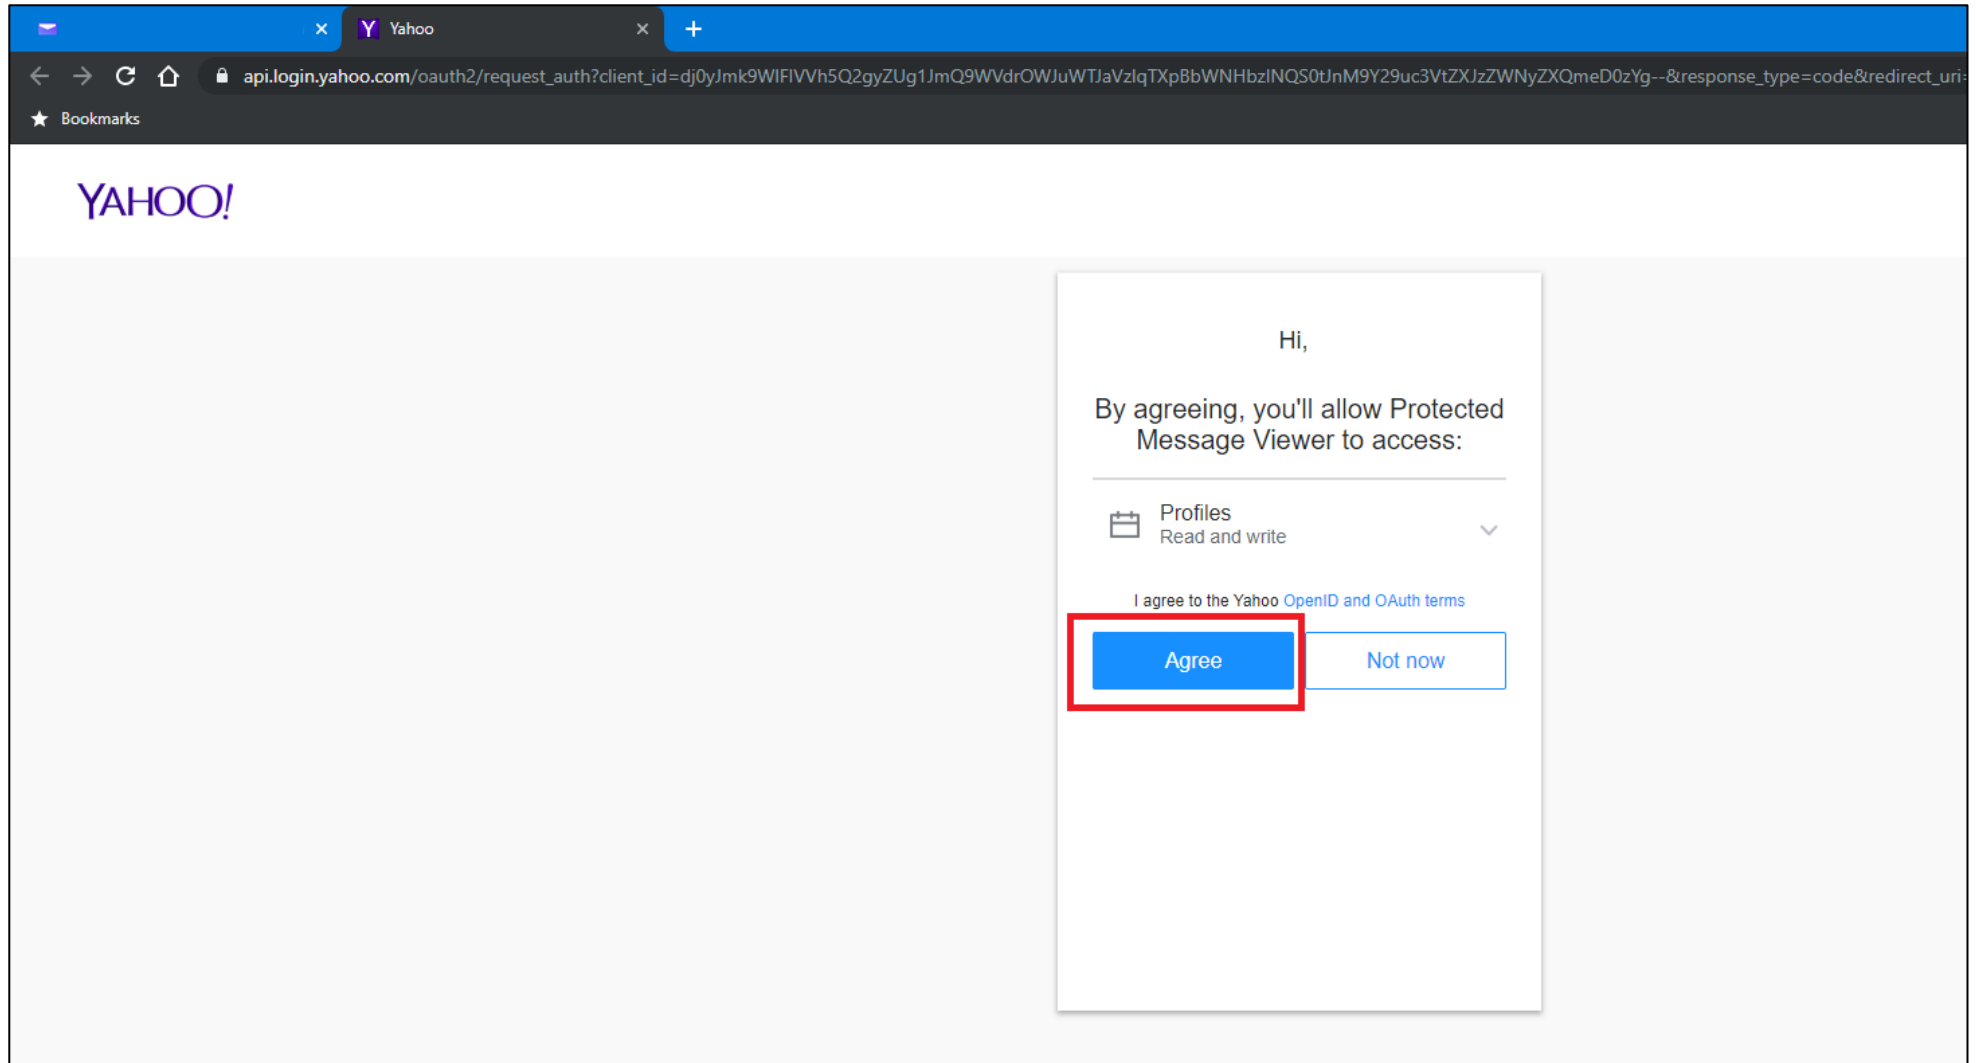 Yahoo
api.login.yahoo.com/oauth2/request_auth?client_id=dj0yJmk9WlFlVVh5Q2gyZUg1JmQ9WVdrOWJuWTJaVzlqTXpBbWNHbzlNQS0tJnM9Y29uc3VtZXJzZWNyZXQmeD0zYg--&response_type=code&redirect_uri=
Bookmarks
YAHOO!
Hi,
By agreeing, you'll allow Protected
Message Viewer to access:
Profiles
Read and write
I agree to the Yahoo OpenID and OAuth terms
Agree
Not now